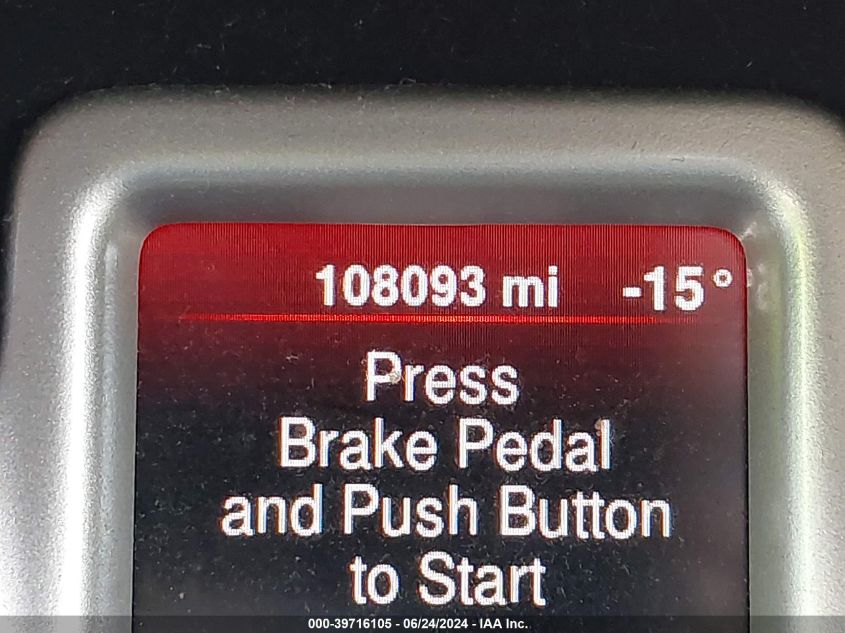 108093 mi -15°
Press
Brake Pedal
and Push Button
to Start
000-39716105 - 06/24/2024 - IAA Inc.